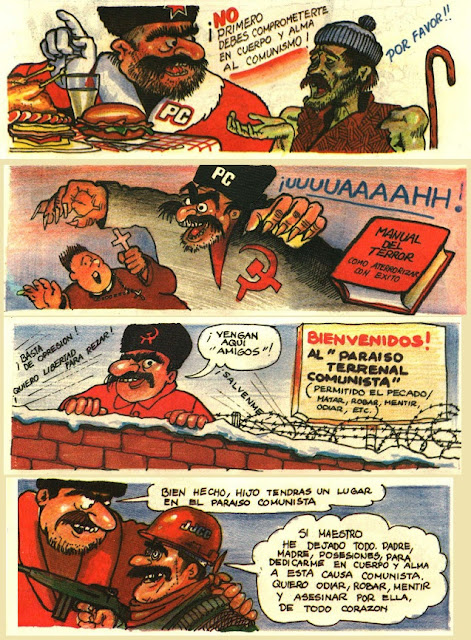 ¡NO
PRIMERO
DEBES COMPROMETERTE
EN CUERPO Y ALMA
AL COMUNISMO!
¡POR FAVOR!!
PC
PC
¡UUUUAAAAHH!
MANUAL
DEL
TERROR
COMO ATERRORIZAR
CON EXITO
¡BASTA
DE OPRESION!
¡QUIERO LIBERTAD
PARA REZAR!
¡VENGAN
AQUI
"AMIGOS"!
¡SALVENME!
BIENVENIDOS!
AL "PARAISO
TERRENAL
COMUNISTA"
(PERMITIDO EL PECADO/
MATAR, ROBAR, MENTIR,
ODIAR, ETC.)
BIEN HECHO, HIJO TENDRAS UN LUGAR
EN EL PARAISO COMUNISTA
JUCC
SI MAESTRO
HE DEJADO TODO. PADRE,
MADRE, POSESIONES, PARA
DEDICARME EN CUERPO Y ALMA
A ESTA CAUSA COMUNISTA,
QUIERO ODIAR, ROBAR, MENTIR
Y ASESINAR POR ELLA,
DE TODO CORAZON